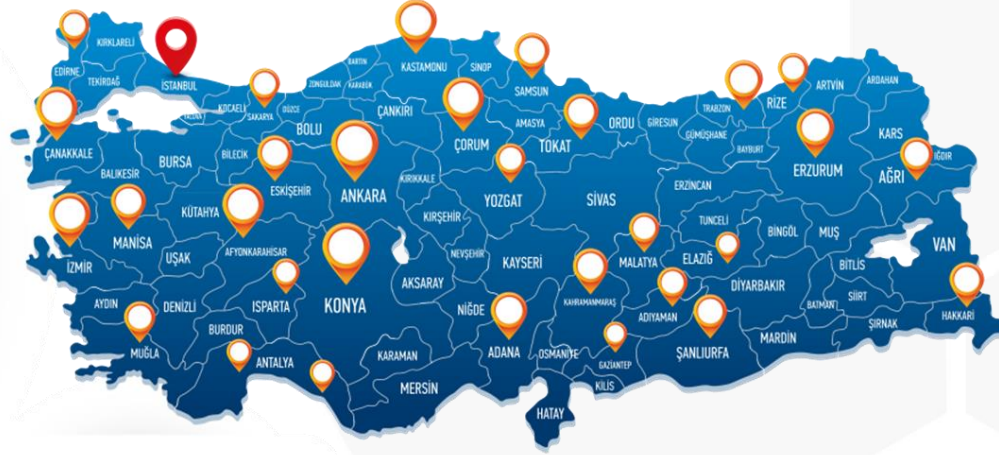 KIRKLARELİ
EDİRNE
TEKİRDAĞ
İSTANBUL
YALOVA
KOCAELİ
SAKARYA
DÜZCE
ZONGULDAK
BARTIN
KARABÜK
KASTAMONU
SİNOP
SAMSUN
ÇANKIRI
BOLU
ÇORUM
AMASYA
TOKAT
ORDU
GİRESUN
TRABZON
GÜMÜŞHANE
BAYBURT
RİZE
ARTVİN
ARDAHAN
KARS
IĞDIR
AĞRI
ERZURUM
ÇANAKKALE
BALIKESİR
BURSA
BİLECİK
ESKİŞEHİR
ANKARA
KIRIKKALE
YOZGAT
SİVAS
ERZİNCAN
TUNCELİ
BİNGÖL
MUŞ
VAN
BİTLİS
KÜTAHYA
MANİSA
UŞAK
AFYONKARAHİSAR
KIRŞEHİR
NEVŞEHİR
KAYSERİ
MALATYA
ELAZIĞ
DİYARBAKIR
İZMİR
AYDIN
DENİZLİ
ISPARTA
KONYA
AKSARAY
NİĞDE
KAHRAMANMARAŞ
ADIYAMAN
BATMAN
SİİRT
ŞIRNAK
HAKKARİ
MUĞLA
BURDUR
ANTALYA
KARAMAN
MERSİN
ADANA
OSMANİYE
GAZİANTEP
KİLİS
ŞANLIURFA
MARDİN
HATAY